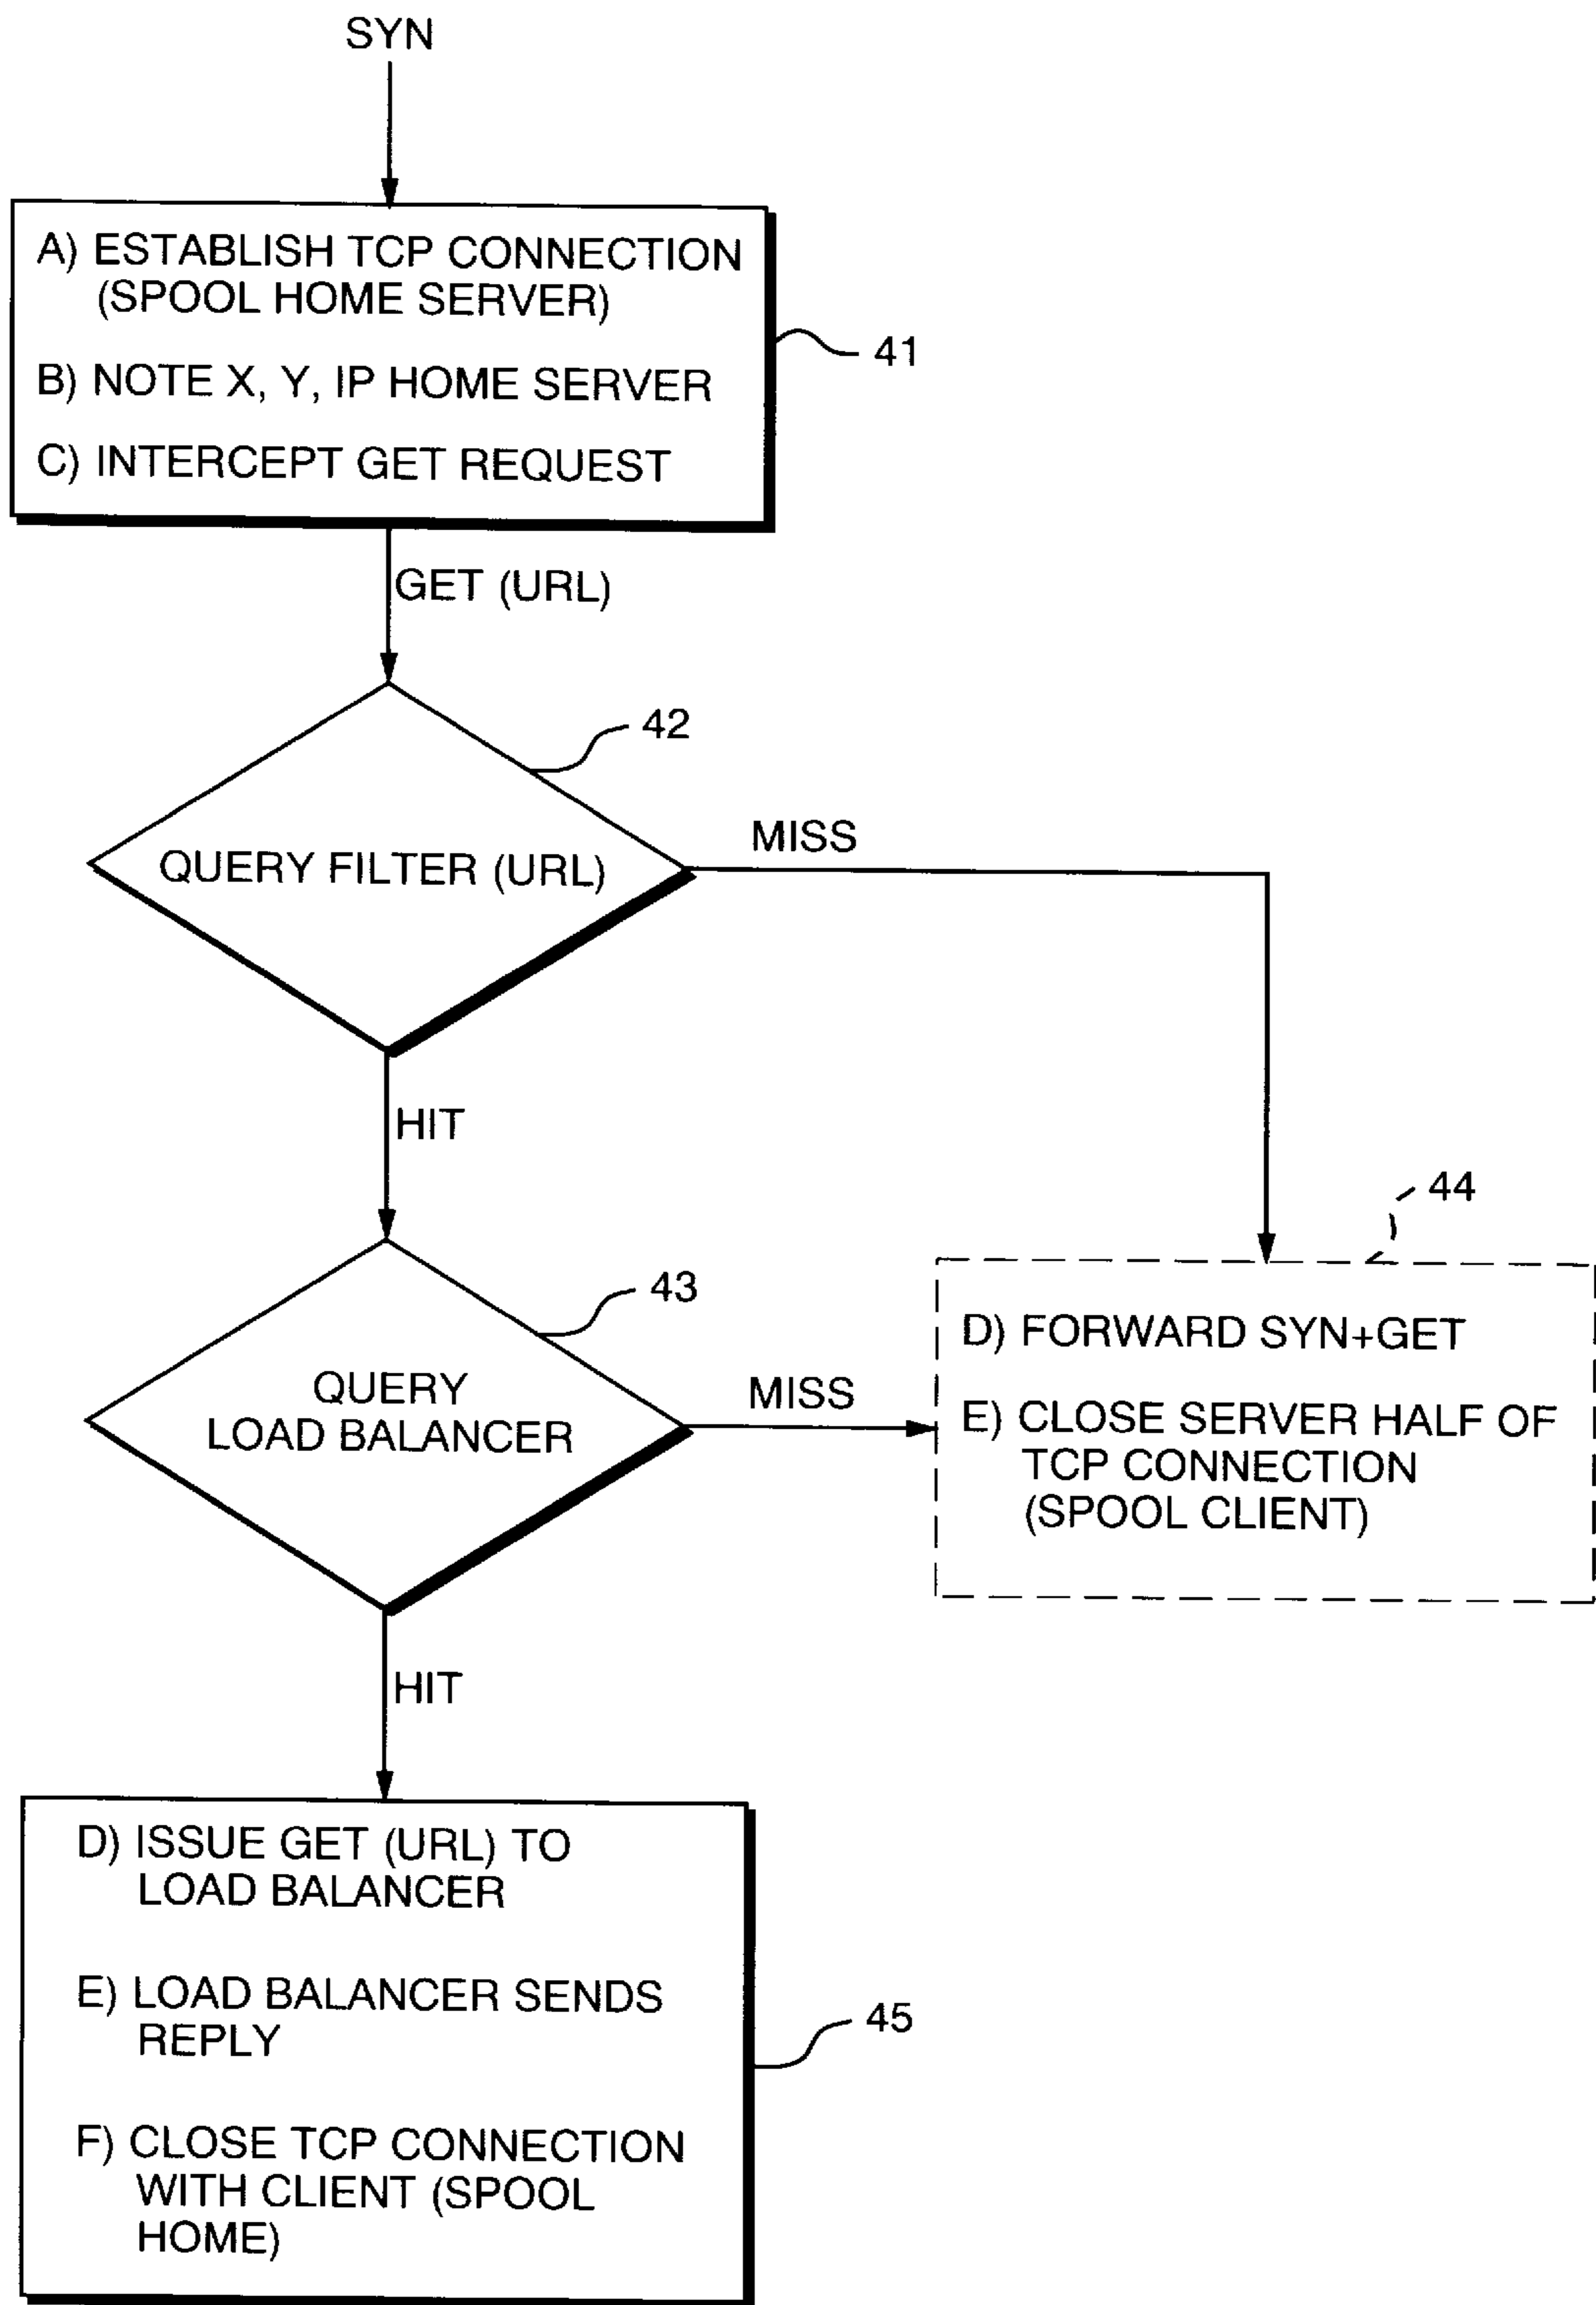 SYN
A) ESTABLISH TCP CONNECTION
(SPOOL HOME SERVER)
41
B) NOTE X, Y, IP HOME SERVER
C) INTERCEPT GET REQUEST
GET (URL)
42
MISS
QUERY FILTER (URL)
HIT
44
43
D) FORWARD SYN+GET
QUERY
LOAD BALANCER
MISS
E) CLOSE SERVER HALF OF
TCP CONNECTION
(SPOOL CLIENT)
HIT
D) ISSUE GET (URL) TO
LOAD BALANCER
E) LOAD BALANCER SENDS
REPLY
45
F) CLOSE TCP CONNECTION
WITH CLIENT (SPOOL
HOME)